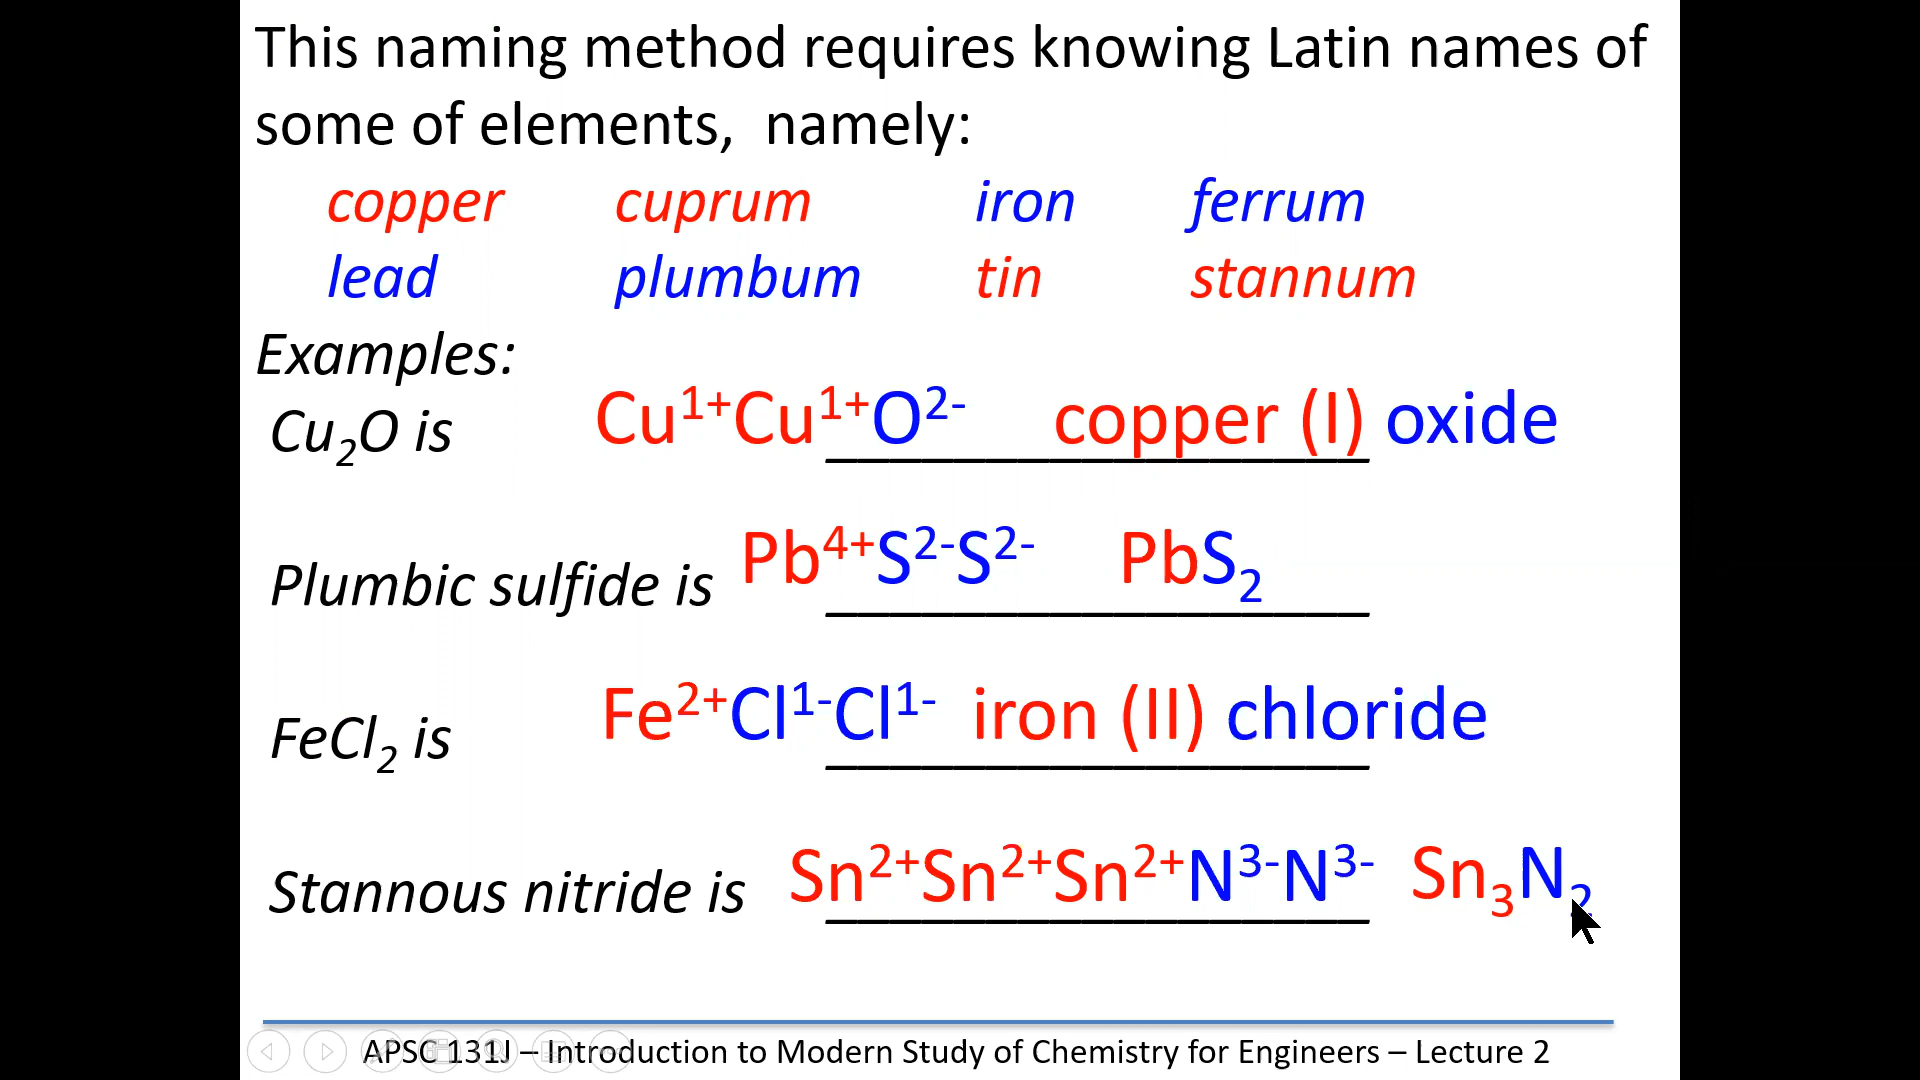 This naming method requires knowing Latin names of
some of elements, namely:
copper cuprum iron ferrum
lead plumbum tin stannum
Examples:
Cu₂O is Cu¹⁺Cu¹⁺O²⁻ copper (I) oxide
Plumbic sulfide is Pb⁴⁺S²⁻S²⁻ PbS₂
FeCl₂ is Fe²⁺Cl¹⁻Cl¹⁻ iron (II) chloride
Stannous nitride is Sn²⁺Sn²⁺Sn²⁺N³⁻N³⁻ Sn₃N₂
APSC 131J – Introduction to Modern Study of Chemistry for Engineers – Lecture 2